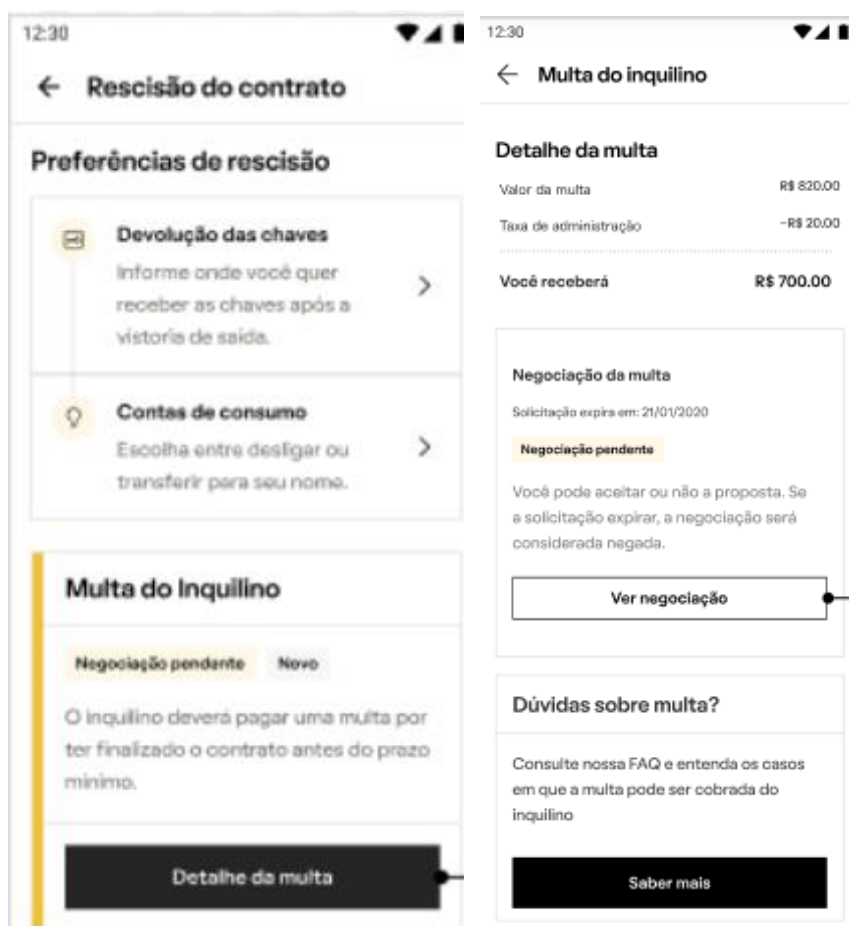 12:30
Rescisão do contrato
Preferências de rescisão
Devolução das chaves
Informe onde você quer
receber as chaves após a
vistoria de saída.
Contas de consumo
Escolha entre desligar ou
transferir para seu nome.
Multa do Inquilino
Negociação pendente Novo
O inquilino deverá pagar uma multa por
ter finalizado o contrato antes do prazo
mínimo.
Detalhe da multa
12:30
Multa do inquilino
Detalhe da multa
Valor da multa R$ 820.00
Taxa de administração -R$ 20.00
Você receberá R$ 700.00
Negociação da multa
Solicitação expira em: 21/01/2020
Negociação pendente
Você pode aceitar ou não a proposta. Se
a solicitação expirar, a negociação será
considerada negada.
Ver negociação
Dúvidas sobre multa?
Consulte nossa FAQ e entenda os casos
em que a multa pode ser cobrada do
inquilino
Saber mais